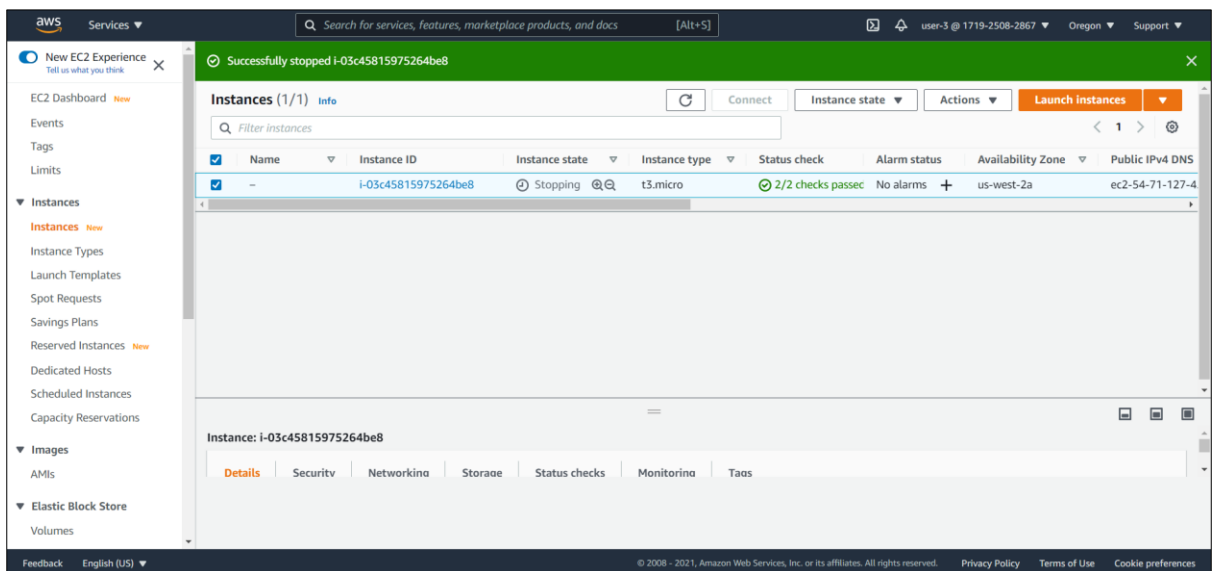 aws Services ▼ Search for services, features, marketplace products, and docs [Alt+S] user-3 @ 1719-2508-2867 ▼ Oregon ▼ Support ▼
New EC2 Experience
Tell us what you think
EC2 Dashboard New
Events
Tags
Limits
Instances
Instances New
Instance Types
Launch Templates
Spot Requests
Savings Plans
Reserved Instances New
Dedicated Hosts
Scheduled Instances
Capacity Reservations
Images
AMIs
Elastic Block Store
Volumes
Successfully stopped i-03c45815975264be8
Instances (1/1) Info Connect Instance state ▼ Actions ▼ Launch instances ▼
Filter instances
< 1 >
Name Instance ID Instance state Instance type Status check Alarm status Availability Zone Public IPv4 DNS
– i-03c45815975264be8 Stopping t3.micro 2/2 checks passed No alarms + us-west-2a ec2-54-71-127-4
Instance: i-03c45815975264be8
Details Security Networking Storage Status checks Monitoring Tags
Feedback English (US) ▼ © 2008 - 2021, Amazon Web Services, Inc. or its affiliates. All rights reserved. Privacy Policy Terms of Use Cookie preferences